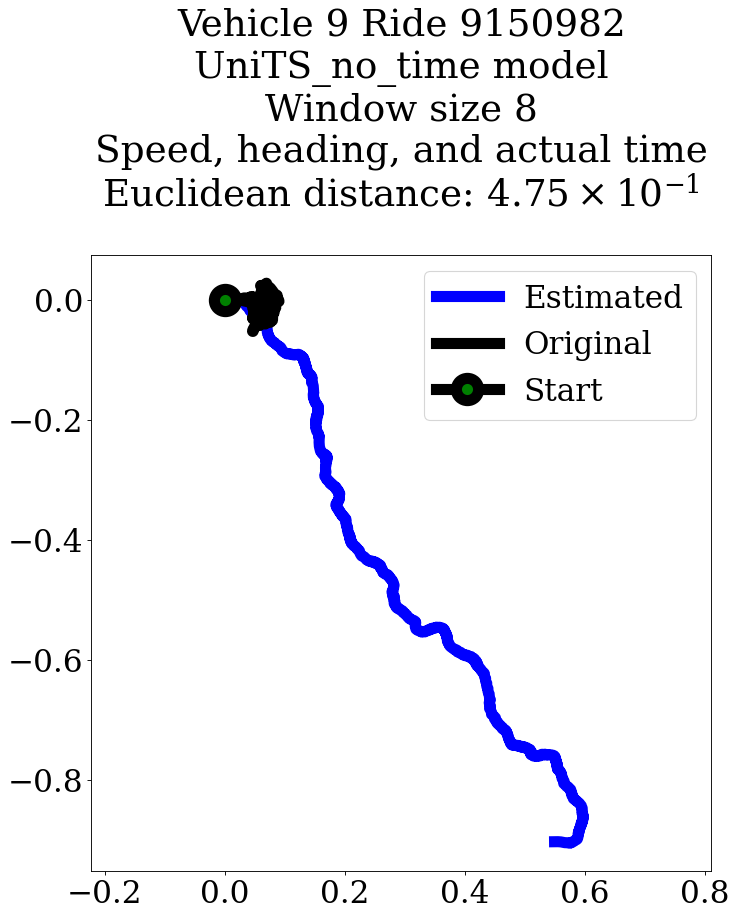 Vehicle 9 Ride 9150982
UniTS_no_time model
Window size 8
Speed, heading, and actual time
Euclidean distance: 4.75 × 10⁻¹
Estimated
Original
Start
0.0
−0.2
−0.4
−0.6
−0.8
−0.2 0.0 0.2 0.4 0.6 0.8